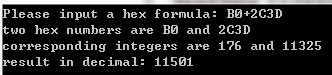 Please input a hex formula: B0+2C3D
two hex numbers are B0 and 2C3D
corresponding integers are 176 and 11325
result in decimal: 11501